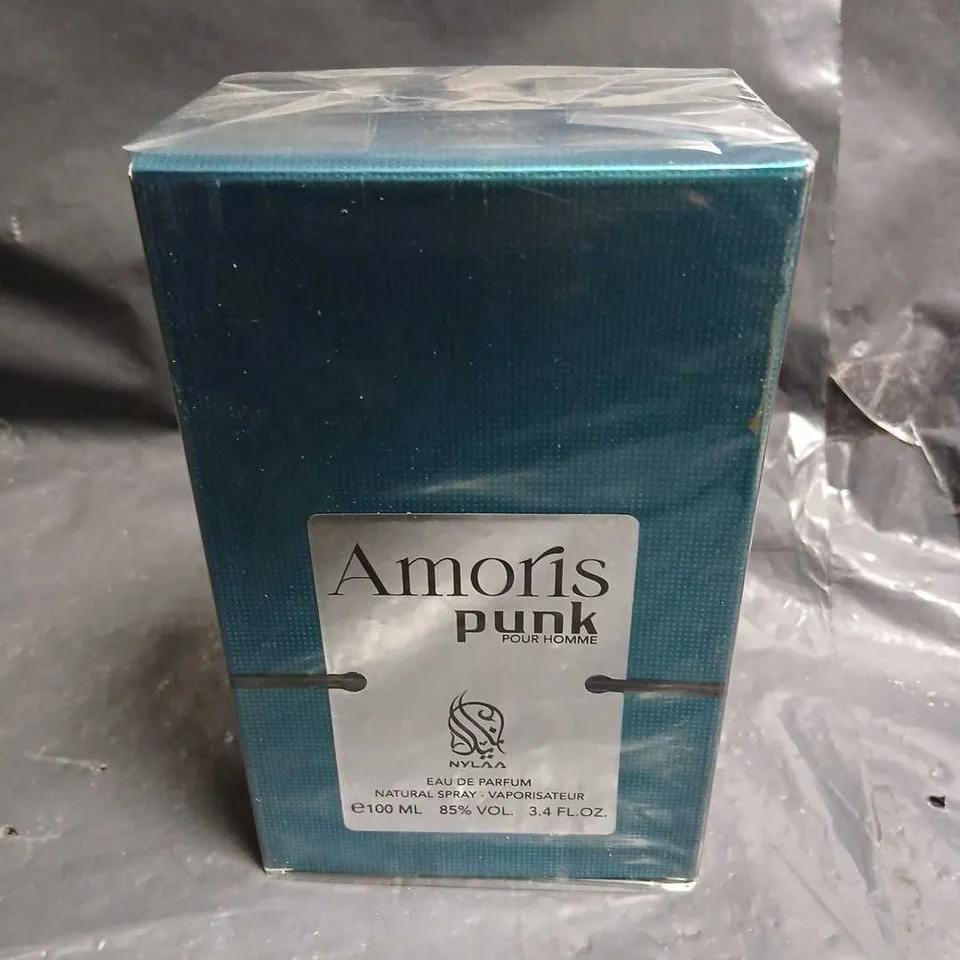 Amoris
punk
POUR HOMME
NYLAA
EAU DE PARFUM
NATURAL SPRAY - VAPORISATEUR
℮100 ML 85% VOL. 3.4 FL.OZ.